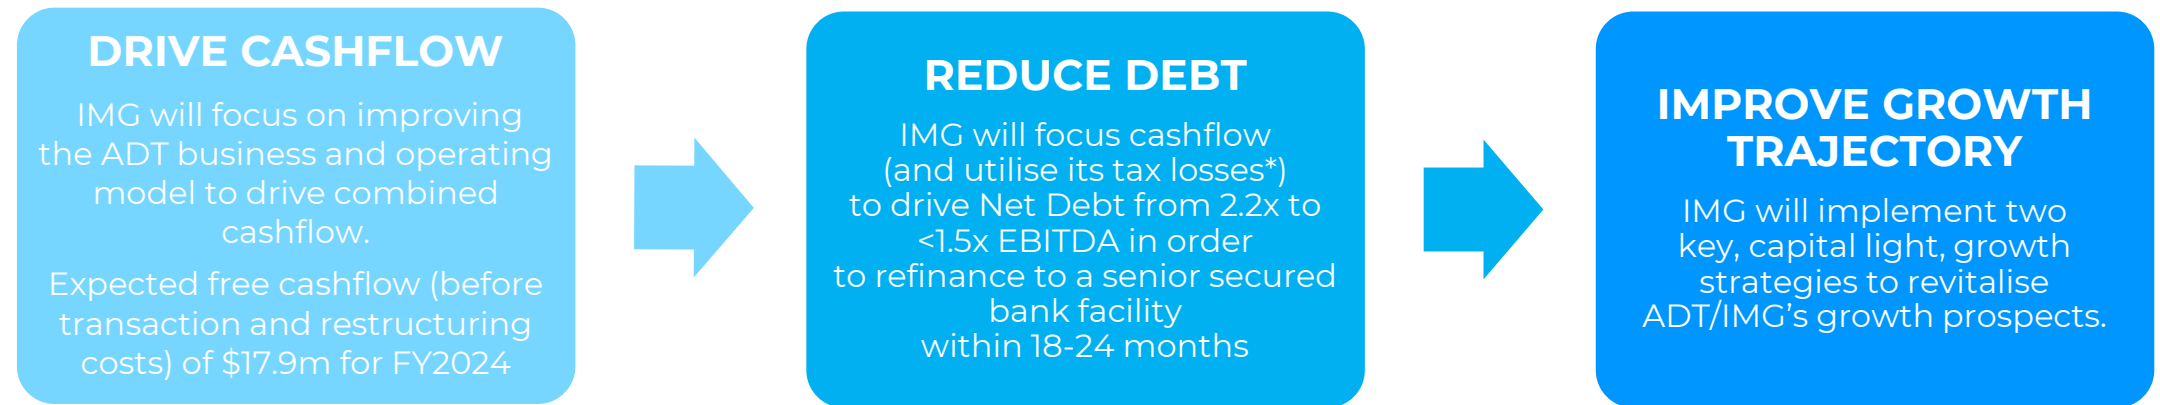 DRIVE CASHFLOW
IMG will focus on improving
the ADT business and operating
model to drive combined
cashflow.
Expected free cashflow (before
transaction and restructuring
costs) of $17.9m for FY2024
REDUCE DEBT
IMG will focus cashflow
(and utilise its tax losses*)
to drive Net Debt from 2.2x to
<1.5x EBITDA in order
to refinance to a senior secured
bank facility
within 18-24 months
IMPROVE GROWTH
TRAJECTORY
IMG will implement two
key, capital light, growth
strategies to revitalise
ADT/IMG’s growth prospects.